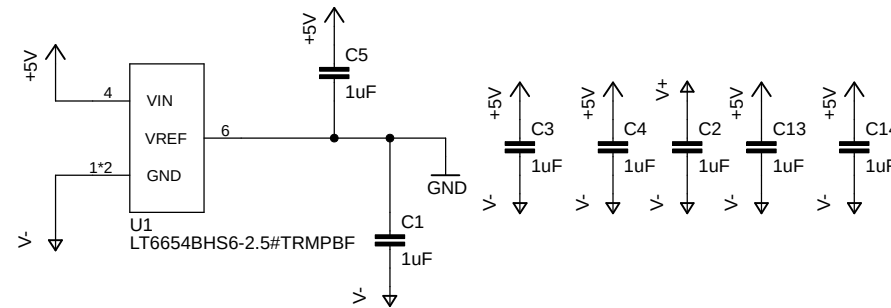 +5V
4
VIN
VREF
6
1*2
GND
V-
U1
LT6654BHS6-2.5#TRMPBF
+5V
C5
1uF
GND
C1
1uF
V-
+5V
C3
1uF
V-
+5V
C4
1uF
V-
V+
C2
1uF
V-
+5V
C13
1uF
V-
+5V
C14
1uF
V-